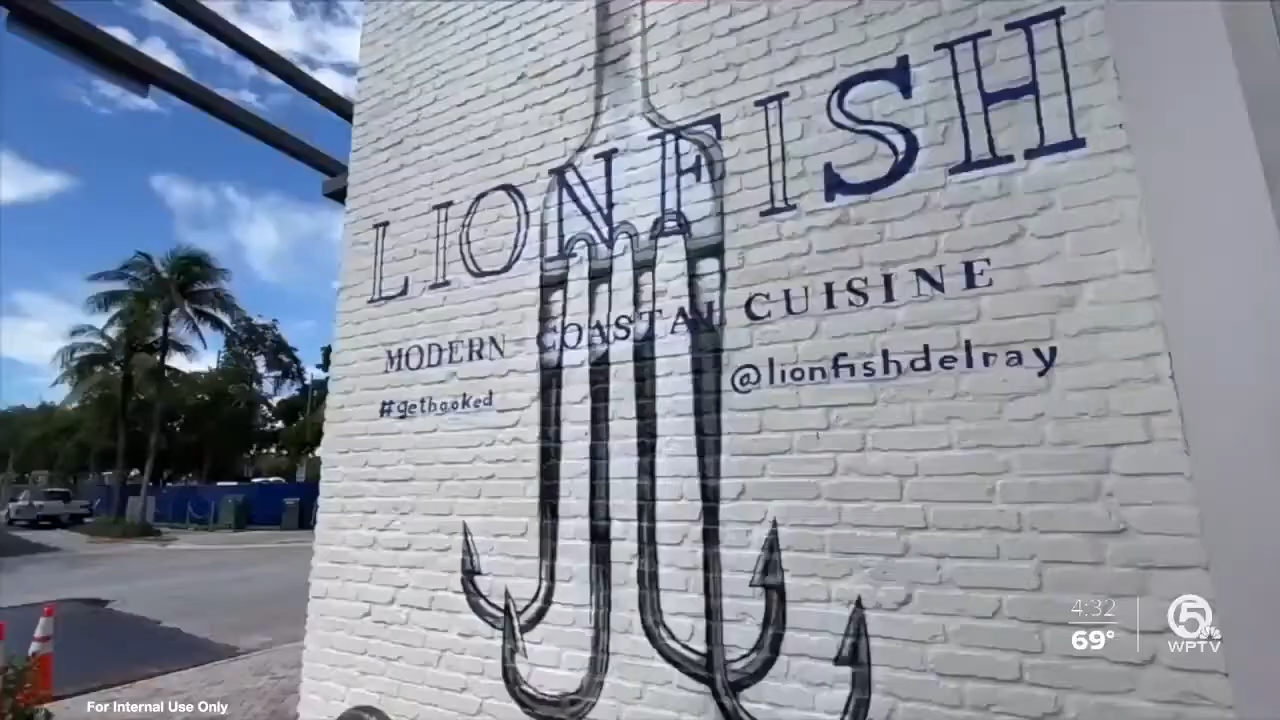 LIONFISH
MODERN COASTAL CUISINE
#gethooked
@lionfishdelray
4:32
69°
5
WPTV
For Internal Use Only